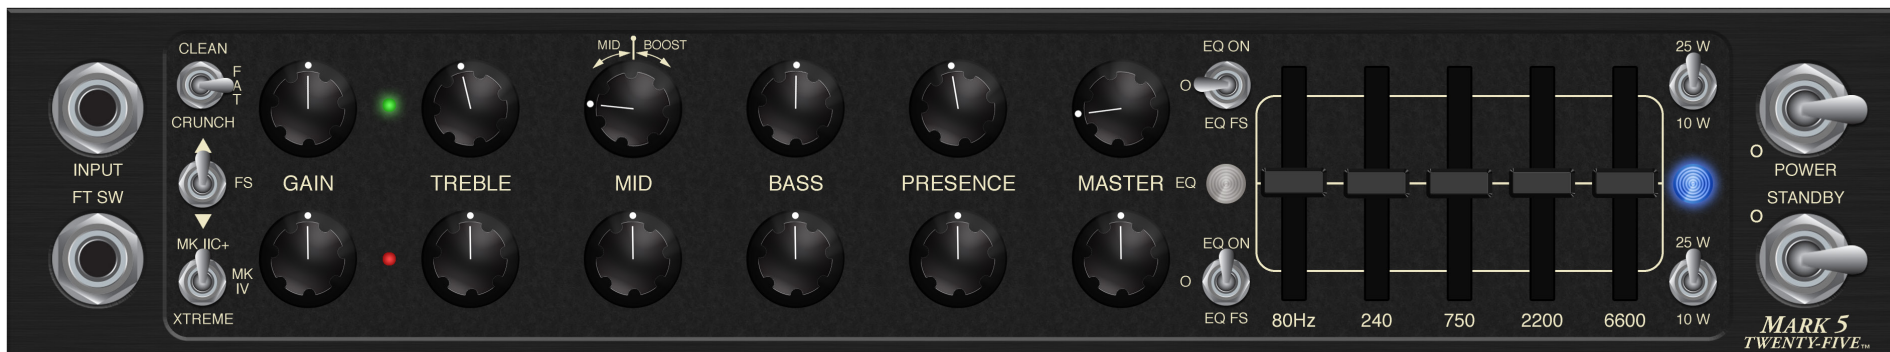 INPUT
FT SW
CLEAN
FAT
CRUNCH
FS
MK IIC+
MK
IV
XTREME
GAIN
TREBLE
MID BOOST
MID
BASS
PRESENCE
MASTER
EQ ON
O
EQ FS
EQ
EQ ON
O
EQ FS
80Hz 240 750 2200 6600
25 W
10 W
25 W
10 W
O
POWER
STANDBY
O
MARK 5
TWENTY-FIVE™